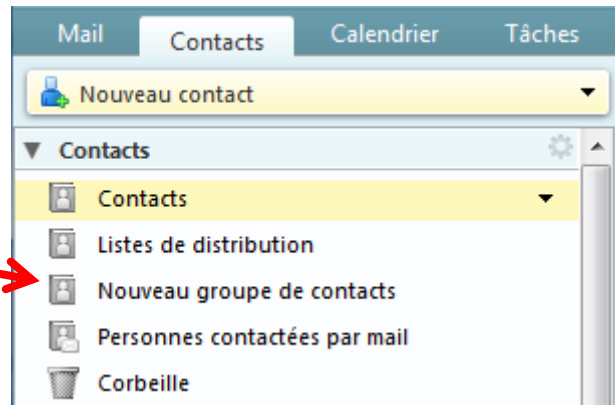 Mail Contacts Calendrier Tâches
Nouveau contact
Contacts
Contacts
Listes de distribution
Nouveau groupe de contacts
Personnes contactées par mail
Corbeille